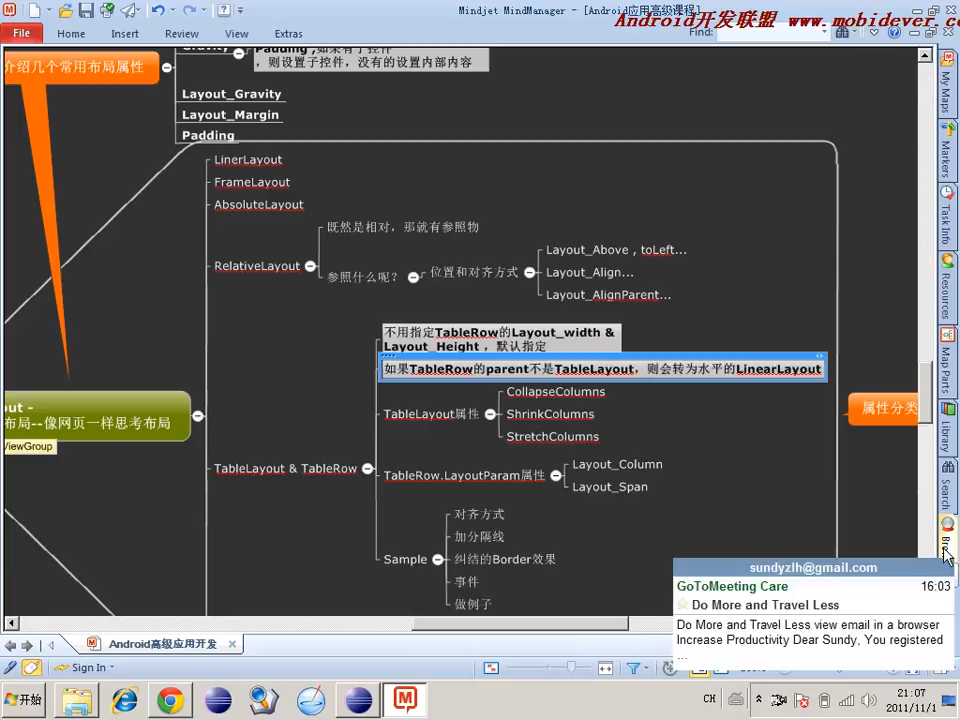 Mindjet MindManager - [Android应用高级课程]
Android开发联盟 www.mobidever.co
File Home Insert Review View Extras Find:
Gravity
Padding ,如果有子控件
，则设置子控件，没有的设置内部内容
介绍几个常用布局属性
Layout_Gravity
Layout_Margin
Padding
LinerLayout
FrameLayout
AbsoluteLayout
既然是相对，那就有参照物
RelativeLayout
参照什么呢？
位置和对齐方式
Layout_Above , toLeft...
Layout_Align...
Layout_AlignParent...
不用指定TableRow的Layout_width &
Layout_Height ，默认指定
如果TableRow的parent不是TableLayout，则会转为水平的LinearLayout
TableLayout属性
CollapseColumns
ShrinkColumns
StretchColumns
out -
布局--像网页一样思考布局
ViewGroup
属性分类
TableLayout & TableRow
TableRow.LayoutParam属性
Layout_Column
Layout_Span
Sample
对齐方式
加分隔线
纠结的Border效果
事件
做例子
My Maps
Markers
Task Info
Resources
Map Parts
Library
Search
sundyzlh@gmail.com
GoToMeeting Care 16:03
Do More and Travel Less
Do More and Travel Less view email in a browser
Increase Productivity Dear Sundy, You registered
...
Android高级应用开发
Sign In
开始
CH
21:07
2011/11/1